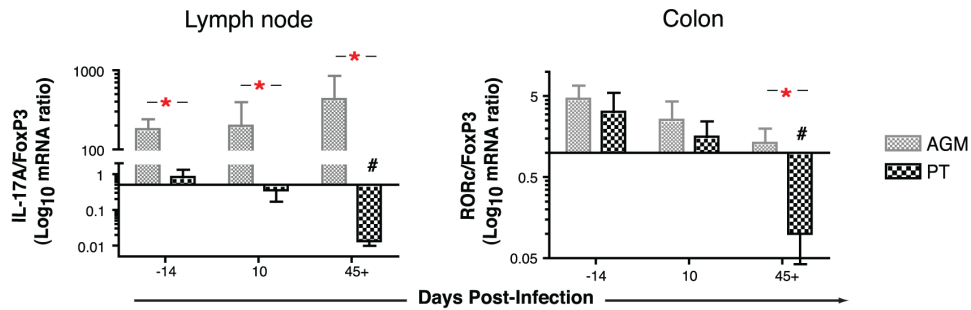 Lymph node
Colon
IL-17A/FoxP3
(Log10 mRNA ratio)
1000
100
1
0.1
0.01
*
*
*
#
-14
10
45+
RORc/FoxP3
(Log10 mRNA ratio)
5
0.5
0.05
*
#
-14
10
45+
AGM
PT
Days Post-Infection